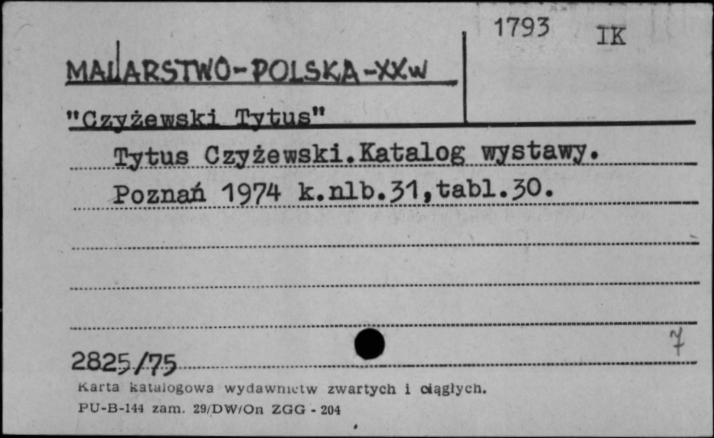 1793 IK
MALARSTWO-POLSKA-XXw
"Czyżewski Tytus"
Tytus Czyżewski.Katalog wystawy.
Poznań 1974 k.nlb.31,tabl.30.
7
2825/75
Karta katalogowa wydawnictw zwartych i ciągłych.
PU-B-144 zam. 29/DW/On ZGG - 204